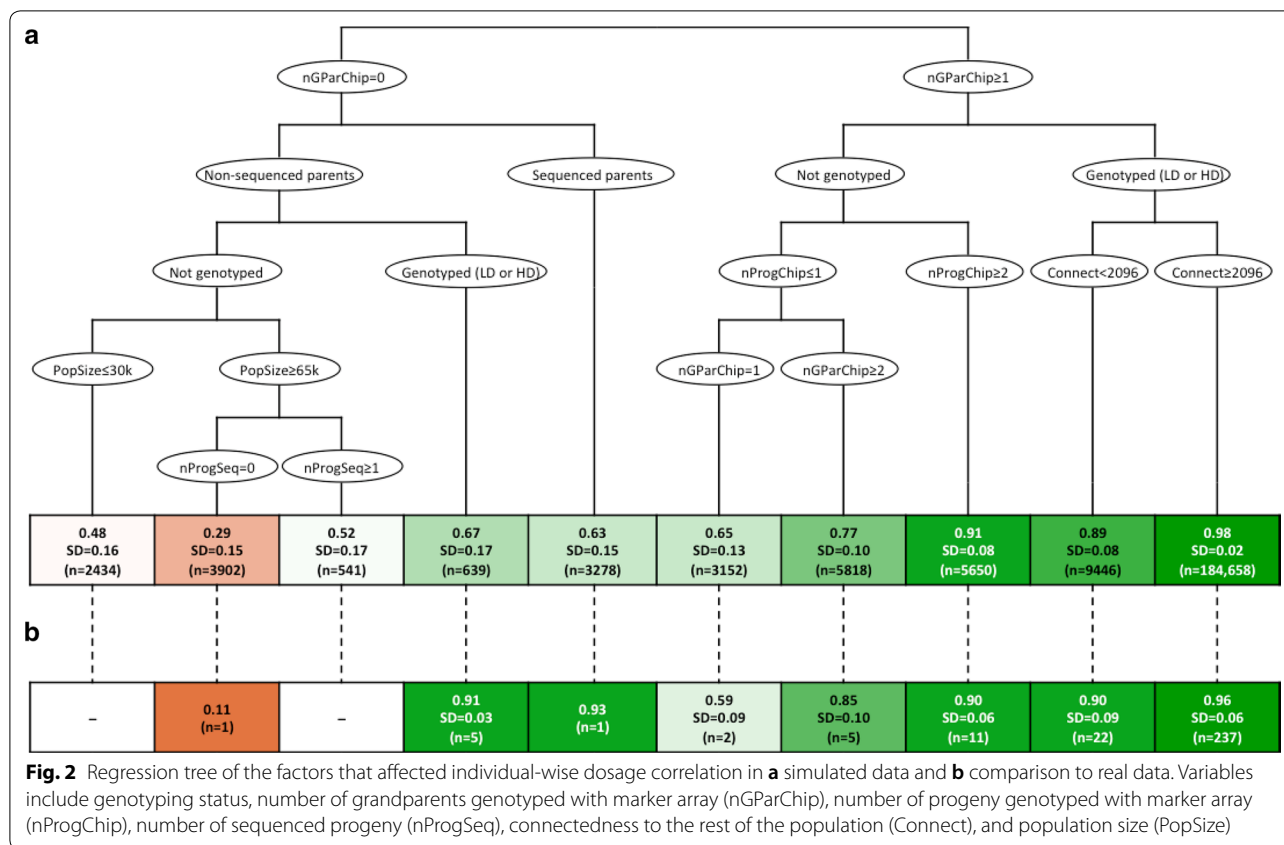 a
nGParChip=0
nGParChip≥1
Non-sequenced parents
Sequenced parents
Not genotyped
Genotyped (LD or HD)
Not genotyped
Genotyped (LD or HD)
nProgChip≤1
nProgChip≥2
Connect<2096
Connect≥2096
PopSize≤30k
PopSize≥65k
nGParChip=1
nGParChip≥2
nProgSeq=0
nProgSeq≥1
0.48
SD=0.16
(n=2434)
0.29
SD=0.15
(n=3902)
0.52
SD=0.17
(n=541)
0.67
SD=0.17
(n=639)
0.63
SD=0.15
(n=3278)
0.65
SD=0.13
(n=3152)
0.77
SD=0.10
(n=5818)
0.91
SD=0.08
(n=5650)
0.89
SD=0.08
(n=9446)
0.98
SD=0.02
(n=184,658)
b
–
0.11
(n=1)
–
0.91
SD=0.03
(n=5)
0.93
(n=1)
0.59
SD=0.09
(n=2)
0.85
SD=0.10
(n=5)
0.90
SD=0.06
(n=11)
0.90
SD=0.09
(n=22)
0.96
SD=0.06
(n=237)
Fig. 2 Regression tree of the factors that affected individual-wise dosage correlation in a simulated data and b comparison to real data. Variables
include genotyping status, number of grandparents genotyped with marker array (nGParChip), number of progeny genotyped with marker array
(nProgChip), number of sequenced progeny (nProgSeq), connectedness to the rest of the population (Connect), and population size (PopSize)